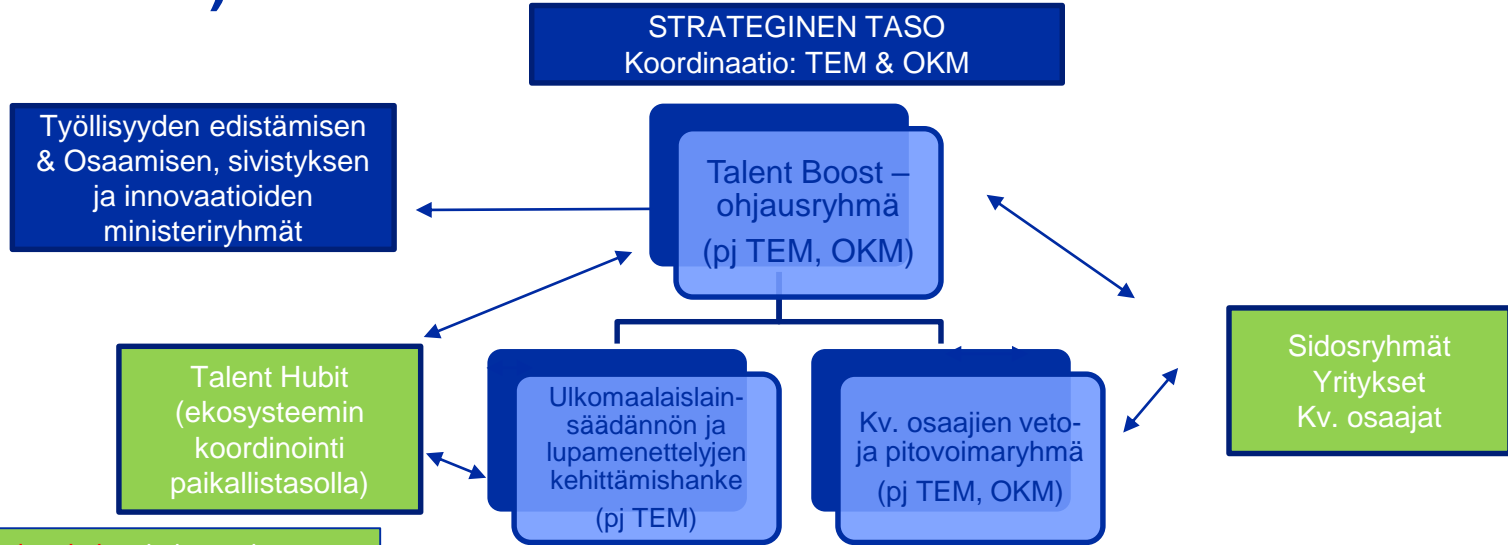 STRATEGINEN TASO
Koordinaatio: TEM & OKM
Työllisyyden edistämisen
& Osaamisen, sivistyksen
ja innovaatioiden
ministeriryhmät
Talent Boost –
ohjausryhmä
(pj TEM, OKM)
Talent Hubit
(ekosysteemin
koordinointi
paikallistasolla)
Ulkomaalaislain-
säädännön ja
lupamenettelyjen
kehittämishanke
(pj TEM)
Kv. osaajien veto-
ja pitovoimaryhmä
(pj TEM, OKM)
Sidosryhmät
Yritykset
Kv. osaajat